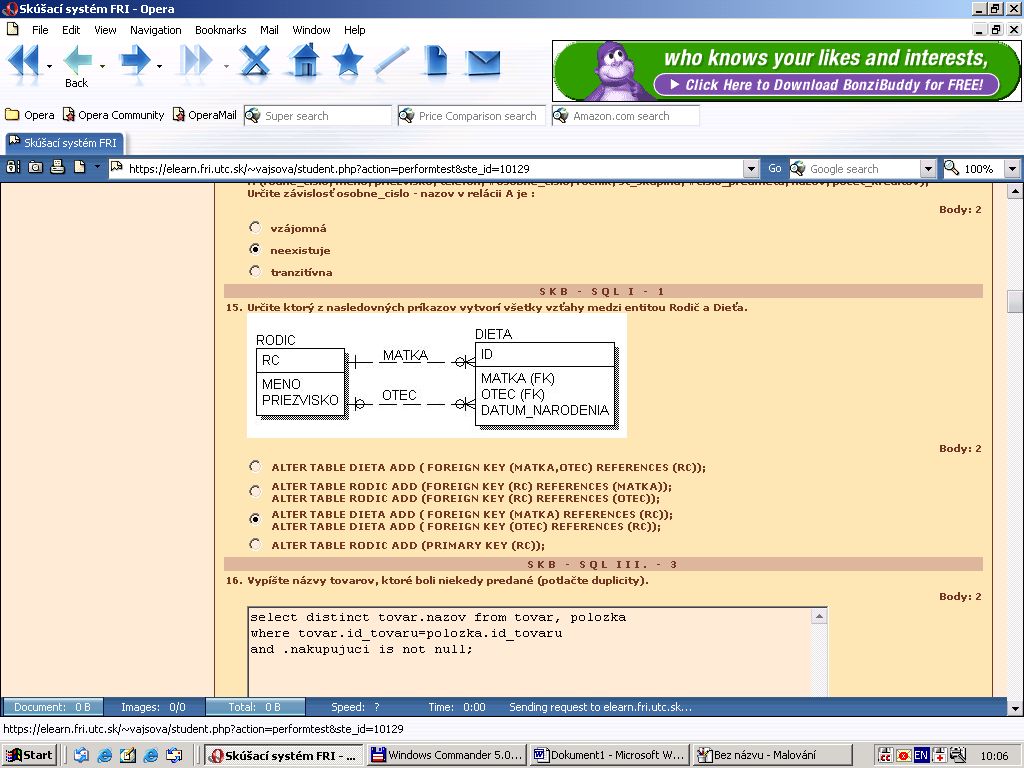 Skúšací systém FRI - Opera
File Edit View Navigation Bookmarks Mail Window Help
Back
who knows your likes and interests,
Click Here to Download BonziBuddy for FREE!
Opera Opera Community OperaMail Super search Price Comparison search Amazon.com search
Skúšací systém FRI
https://elearn.fri.utc.sk/~vajsova/student.php?action=performtest&ste_id=10129 Go Google search 100%
Určite závislosť osobne_cislo - nazov v relácii A je :
Body: 2
vzájomná
neexistuje
tranzitívna
SKB - SQL I - 1
15. Určite ktorý z nasledovných príkazov vytvorí všetky vzťahy medzi entitou Rodič a Dieťa.
RODIC
RC
MENO
PRIEZVISKO
MATKA
OTEC
DIETA
ID
MATKA (FK)
OTEC (FK)
DATUM_NARODENIA
Body: 2
ALTER TABLE DIETA ADD ( FOREIGN KEY (MATKA,OTEC) REFERENCES (RC));
ALTER TABLE RODIC ADD (FOREIGN KEY (RC) REFERENCES (MATKA));
ALTER TABLE RODIC ADD (FOREIGN KEY (RC) REFERENCES (OTEC));
ALTER TABLE DIETA ADD ( FOREIGN KEY (MATKA) REFERENCES (RC));
ALTER TABLE DIETA ADD ( FOREIGN KEY (OTEC) REFERENCES (RC));
ALTER TABLE RODIC ADD (PRIMARY KEY (RC));
SKB - SQL III. - 3
16. Vypíšte názvy tovarov, ktoré boli niekedy predané (potlačte duplicity).
Body: 2
select distinct tovar.nazov from tovar, polozka
where tovar.id_tovaru=polozka.id_tovaru
and .nakupujuci is not null;
Document: 0 B Images: 0/0 Total: 0 B Speed: ? Time: 0:00 Sending request to elearn.fri.utc.sk...
https://elearn.fri.utc.sk/~vajsova/student.php?action=performtest&ste_id=10129
Start Skúšací systém FRI - ... Windows Commander 5.0... Dokument1 - Microsoft W... Bez názvu - Malování EN 10:06